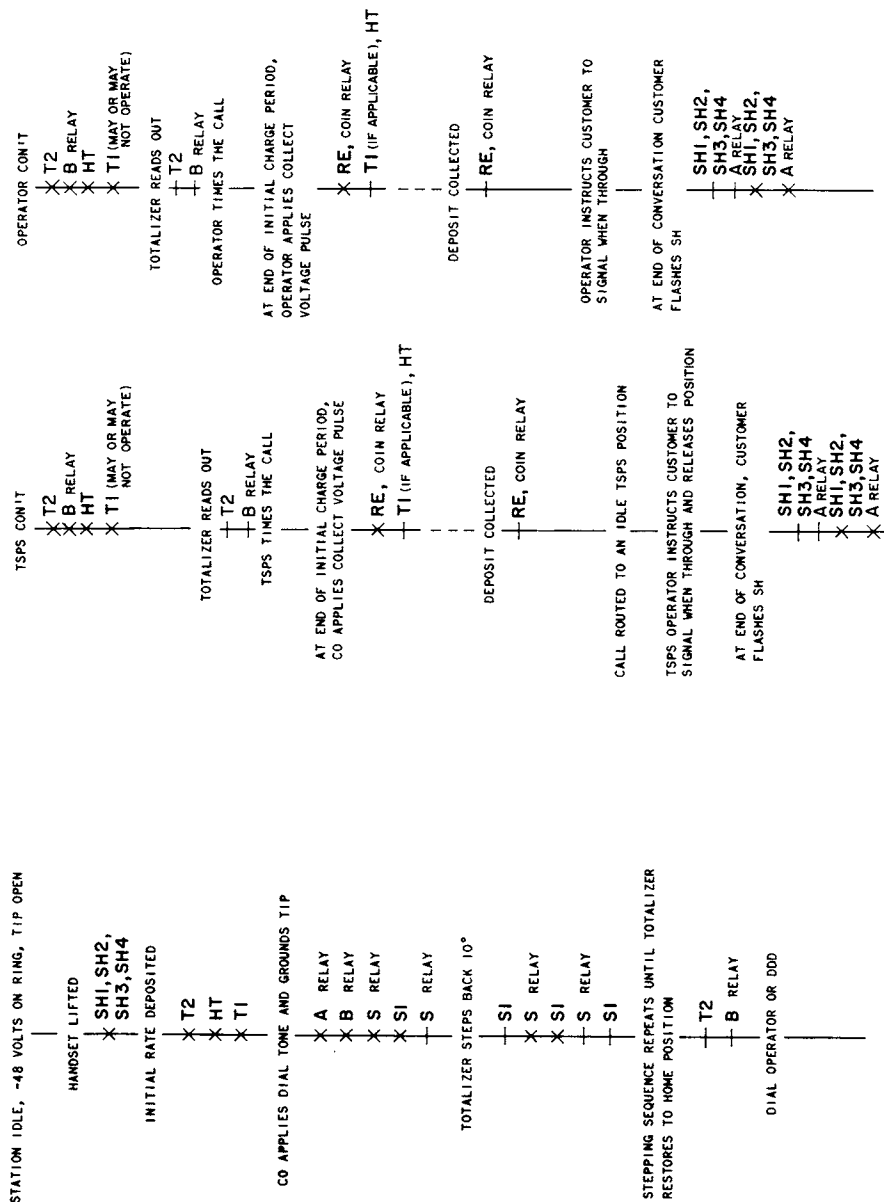 STATION IDLE, -48 VOLTS ON RING, TIP OPEN
HANDSET LIFTED
SH1, SH2,
SH3, SH4
INITIAL RATE DEPOSITED
T2
HT
T1
CO APPLIES DIAL TONE AND GROUNDS TIP
A RELAY
B RELAY
S RELAY
S1
S RELAY
TOTALIZER STEPS BACK 10°
S1
S RELAY
S1
S RELAY
S1
STEPPING SEQUENCE REPEATS UNTIL TOTALIZER
RESTORES TO HOME POSITION
T2
B RELAY
DIAL OPERATOR OR DDD
TSPS CON'T
T2
B RELAY
HT
T1 (MAY OR MAY
NOT OPERATE)
TOTALIZER READS OUT
T2
B RELAY
TSPS TIMES THE CALL
AT END OF INITIAL CHARGE PERIOD,
CO APPLIES COLLECT VOLTAGE PULSE
RE, COIN RELAY
T1 (IF APPLICABLE), HT
DEPOSIT COLLECTED
RE, COIN RELAY
CALL ROUTED TO AN IDLE TSPS POSITION
TSPS OPERATOR INSTRUCTS CUSTOMER TO
SIGNAL WHEN THROUGH AND RELEASES POSITION
AT END OF CONVERSATION, CUSTOMER
FLASHES SH
SH1, SH2,
SH3, SH4
A RELAY
SH1, SH2,
SH3, SH4
A RELAY
OPERATOR CON'T
T2
B RELAY
HT
T1 (MAY OR MAY
NOT OPERATE)
TOTALIZER READS OUT
T2
B RELAY
OPERATOR TIMES THE CALL
AT END OF INITIAL CHARGE PERIOD,
OPERATOR APPLIES COLLECT
VOLTAGE PULSE
RE, COIN RELAY
T1 (IF APPLICABLE), HT
DEPOSIT COLLECTED
RE, COIN RELAY
OPERATOR INSTRUCTS CUSTOMER TO
SIGNAL WHEN THROUGH
AT END OF CONVERSATION CUSTOMER
FLASHES SH
SH1, SH2,
SH3, SH4
A RELAY
SH1, SH2,
SH3, SH4
A RELAY